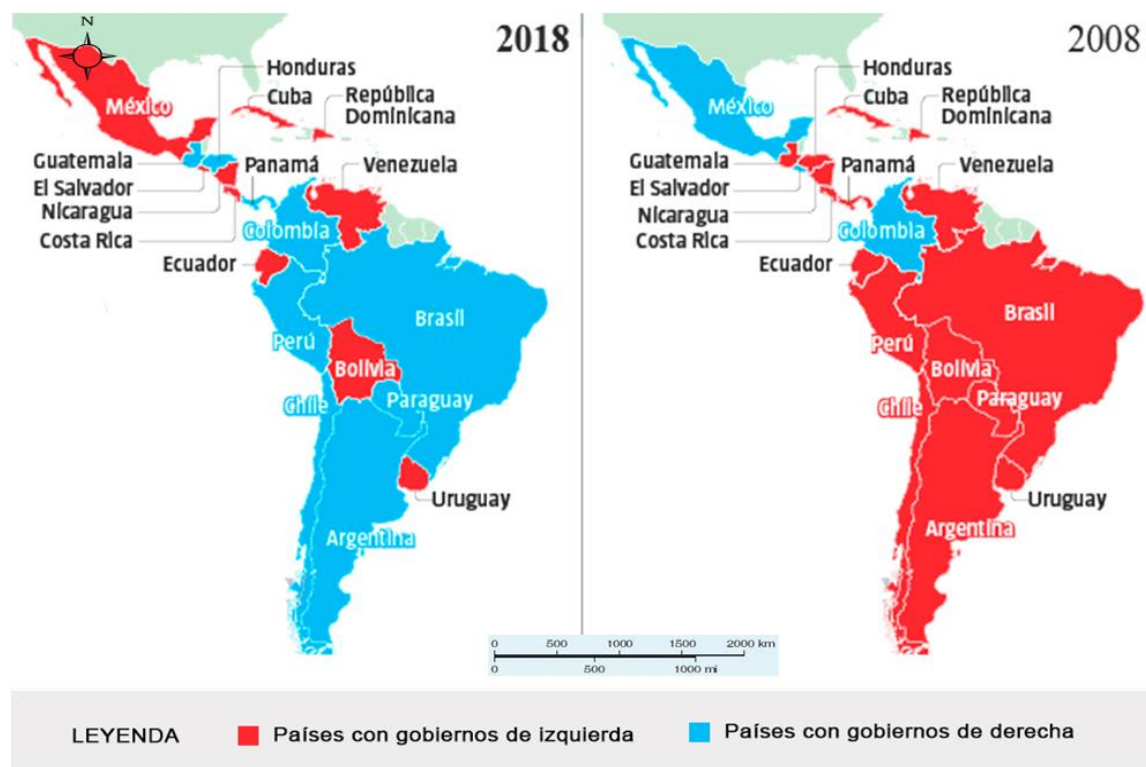 N
2018
Honduras
Cuba
República
Dominicana
México
Guatemala
Panamá
Venezuela
El Salvador
Nicaragua
Colombia
Costa Rica
Ecuador
Brasil
Perú
Bolivia
Chile
Paraguay
Uruguay
Argentina
2008
Honduras
Cuba
República
Dominicana
México
Guatemala
Panamá
Venezuela
El Salvador
Nicaragua
Colombia
Costa Rica
Ecuador
Brasil
Perú
Bolivia
Chile
Paraguay
Uruguay
Argentina
0 500 1000 1500 2000 km
0 500 1000 mi
LEYENDA Países con gobiernos de izquierda Países con gobiernos de derecha